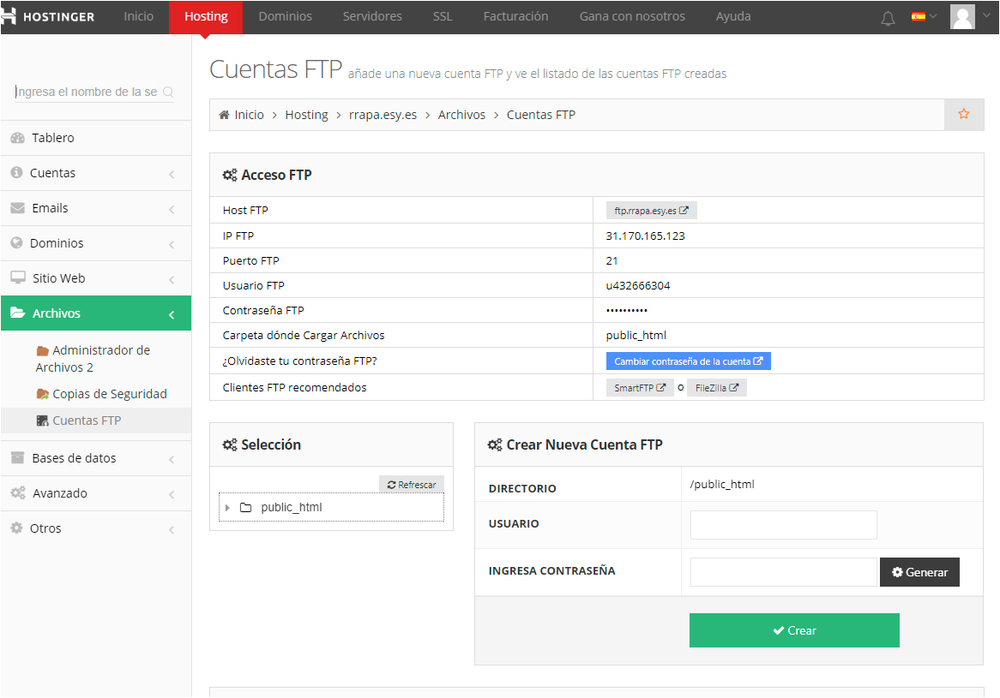 HOSTINGER Inicio Hosting Dominios Servidores SSL Facturación Gana con nosotros Ayuda
Cuentas FTP añade una nueva cuenta FTP y ve el listado de las cuentas FTP creadas
Ingresa el nombre de la se
Inicio > Hosting > rrapa.esy.es > Archivos > Cuentas FTP
Tablero
Cuentas
Emails
Dominios
Sitio Web
Archivos
Administrador de
Archivos 2
Copias de Seguridad
Cuentas FTP
Bases de datos
Avanzado
Otros
Acceso FTP
Host FTP ftp.rrapa.esy.es
IP FTP 31.170.165.123
Puerto FTP 21
Usuario FTP u432666304
Contraseña FTP ••••••••••
Carpeta dónde Cargar Archivos public_html
¿Olvidaste tu contraseña FTP? Cambiar contraseña de la cuenta
Clientes FTP recomendados SmartFTP o FileZilla
Selección
Refrescar
public_html
Crear Nueva Cuenta FTP
DIRECTORIO /public_html
USUARIO
INGRESA CONTRASEÑA Generar
Crear